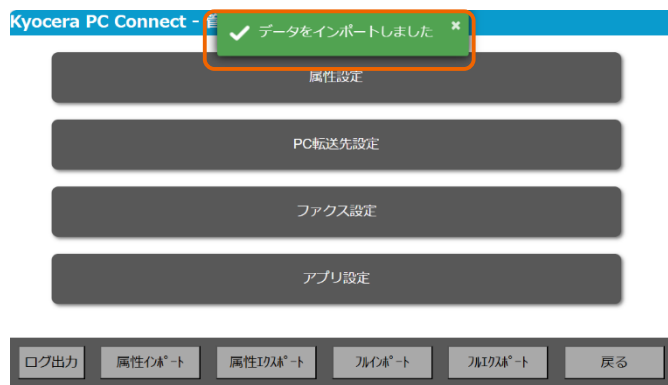 Kyocera PC Connect -
データをインポートしました ×
属性設定
PC転送先設定
ファクス設定
アプリ設定
ログ出力 属性ｲﾝﾎﾟｰﾄ 属性ｴｸｽﾎﾟｰﾄ ﾌﾙｲﾝﾎﾟｰﾄ ﾌﾙｴｸｽﾎﾟｰﾄ 戻る